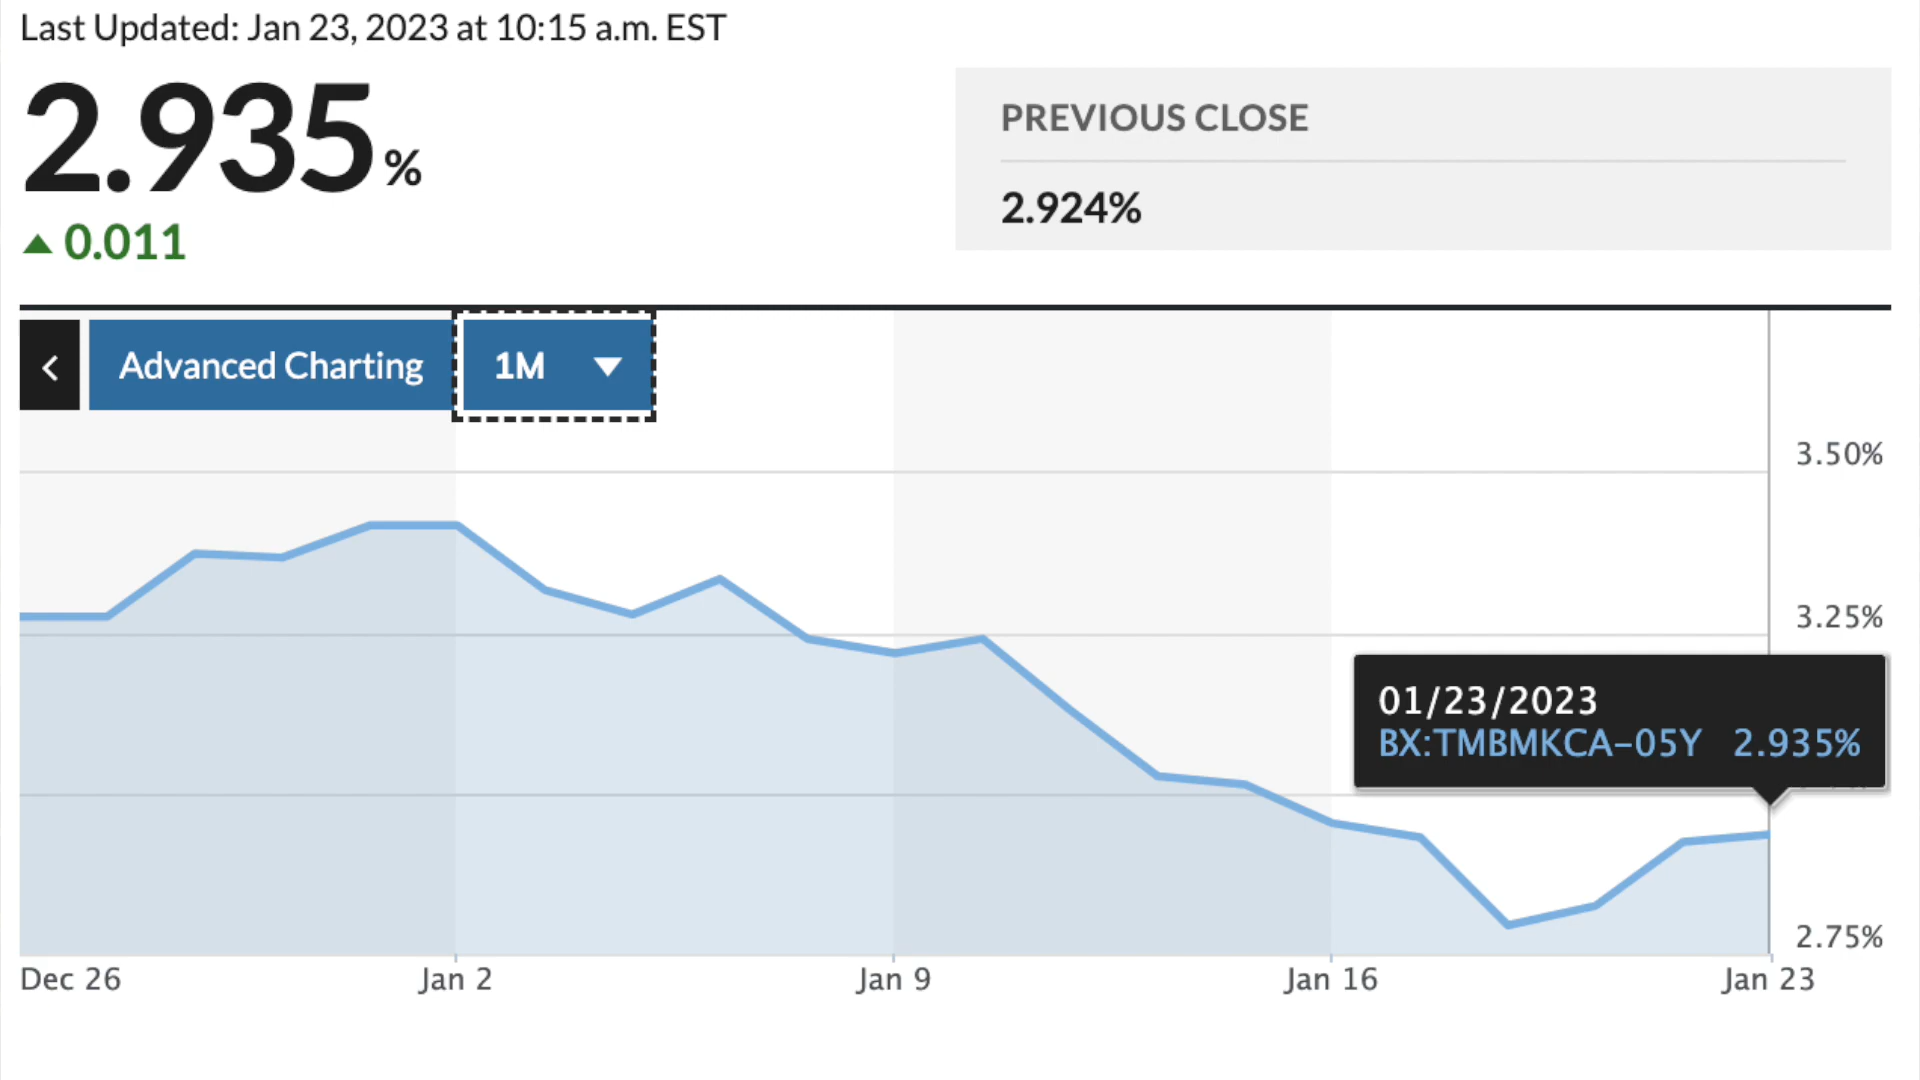 Last Updated: Jan 23, 2023 at 10:15 a.m. EST
2.935%
0.011
PREVIOUS CLOSE
2.924%
Advanced Charting
1M
3.50%
3.25%
01/23/2023
BX:TMBMKCA-05Y 2.935%
2.75%
Dec 26
Jan 2
Jan 9
Jan 16
Jan 23